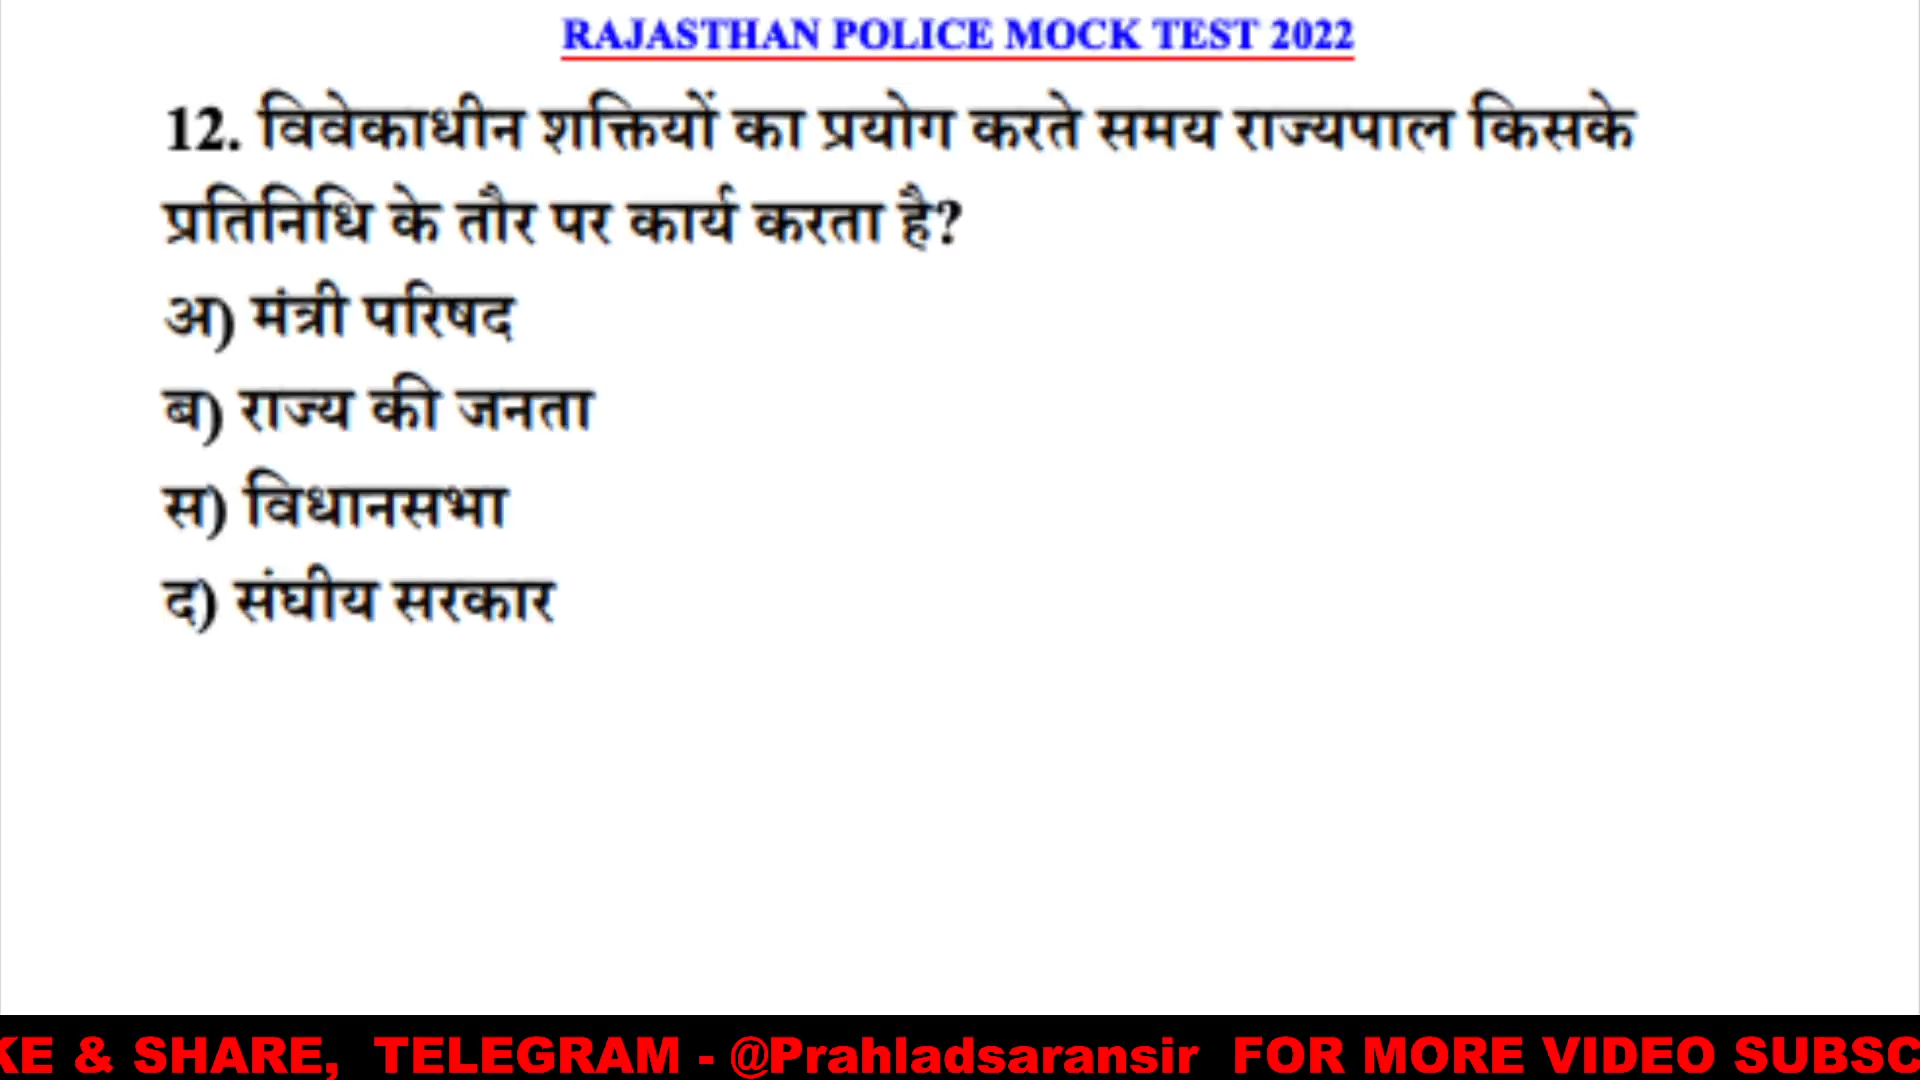 RAJASTHAN POLICE MOCK TEST 2022
12. विवेकाधीन शक्तियों का प्रयोग करते समय राज्यपाल किसके
प्रतिनिधि के तौर पर कार्य करता है?
अ) मंत्री परिषद
ब) राज्य की जनता
स) विधानसभा
द) संघीय सरकार
KE & SHARE, TELEGRAM - @Prahladsaransir FOR MORE VIDEO SUBSC